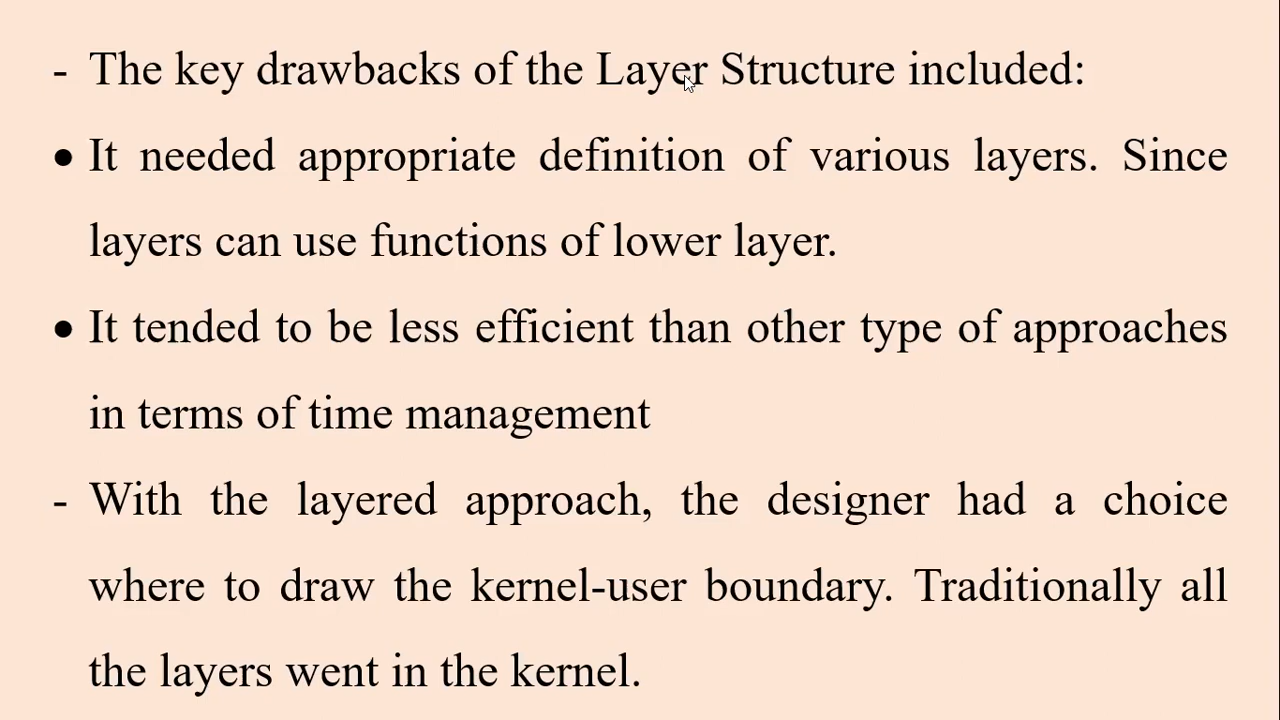 - The key drawbacks of the Layer Structure included:
● It needed appropriate definition of various layers. Since
layers can use functions of lower layer.
● It tended to be less efficient than other type of approaches
in terms of time management
- With the layered approach, the designer had a choice
where to draw the kernel-user boundary. Traditionally all
the layers went in the kernel.